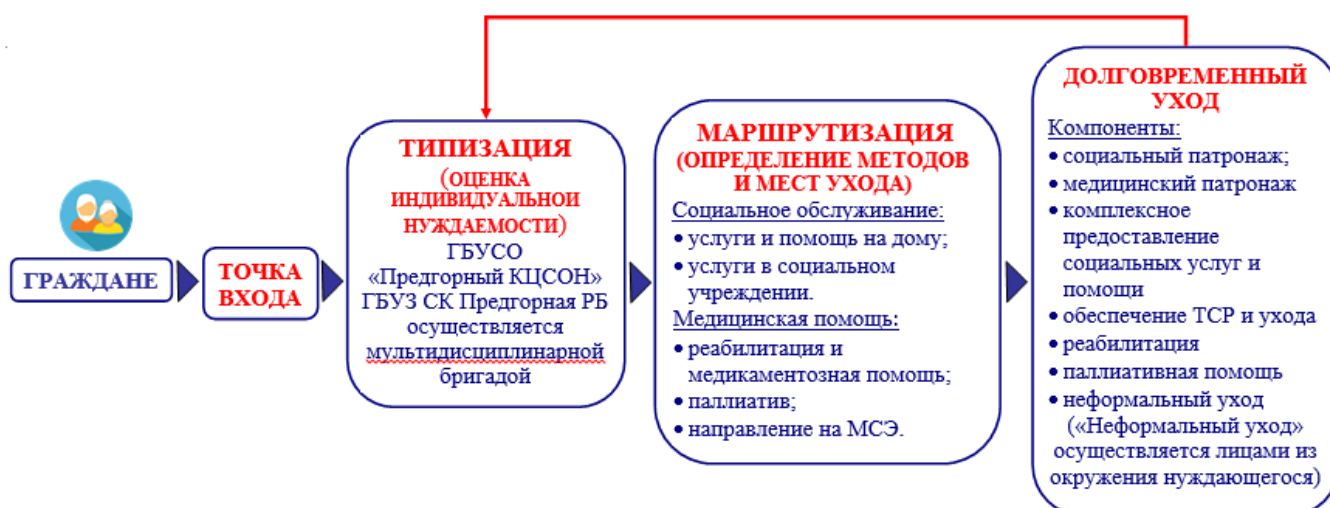 ГРАЖДАНЕ
ТОЧКА
ВХОДА
ТИПИЗАЦИЯ
(ОЦЕНКА
ИНДИВИДУАЛЬНОИ
НУЖДАЕМОСТИ)
ГБУСО
«Предгорный КЦСОН»
ГБУЗ СК Предгорная РБ
осуществляется
мультидисциплинарной
бригадой
МАРШРУТИЗАЦИЯ
(ОПРЕДЕЛЕНИЕ МЕТОДОВ
И МЕСТ УХОДА)
Социальное обслуживание:
• услуги и помощь на дому;
• услуги в социальном
учреждении.
Медицинская помощь:
• реабилитация и
медикаментозная помощь;
• паллиатив;
• направление на МСЭ.
ДОЛГОВРЕМЕННЫЙ
УХОД
Компоненты:
• социальный патронаж;
• медицинский патронаж
• комплексное
предоставление
социальных услуг и
помощи
• обеспечение ТСР и ухода
• реабилитация
• паллиативная помощь
• неформальный уход
(«Неформальный уход»
осуществляется лицами из
окружения нуждающегося)